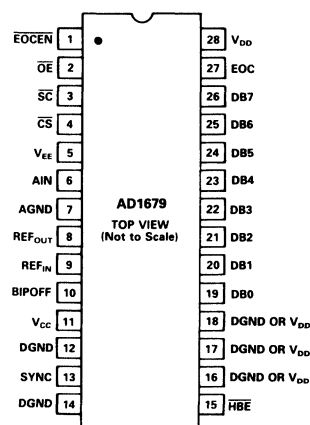 EOCEN 1
OE 2
SC 3
CS 4
VEE 5
AIN 6
AGND 7
REFOUT 8
REFIN 9
BIPOFF 10
VCC 11
DGND 12
SYNC 13
DGND 14
AD1679
TOP VIEW
(Not to Scale)
28 VDD
27 EOC
26 DB7
25 DB6
24 DB5
23 DB4
22 DB3
21 DB2
20 DB1
19 DB0
18 DGND OR VDD
17 DGND OR VDD
16 DGND OR VDD
15 HBE